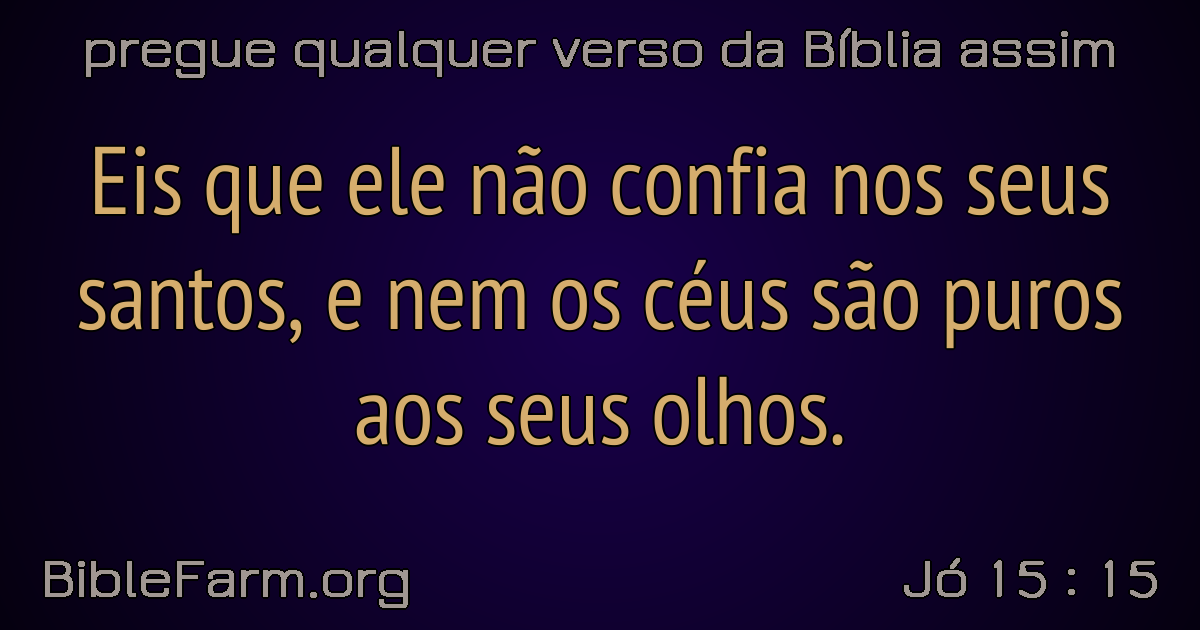 pregue qualquer verso da Bíblia assim
Eis que ele não confia nos seus
santos, e nem os céus são puros
aos seus olhos.
BibleFarm.org
Jó 15 : 15